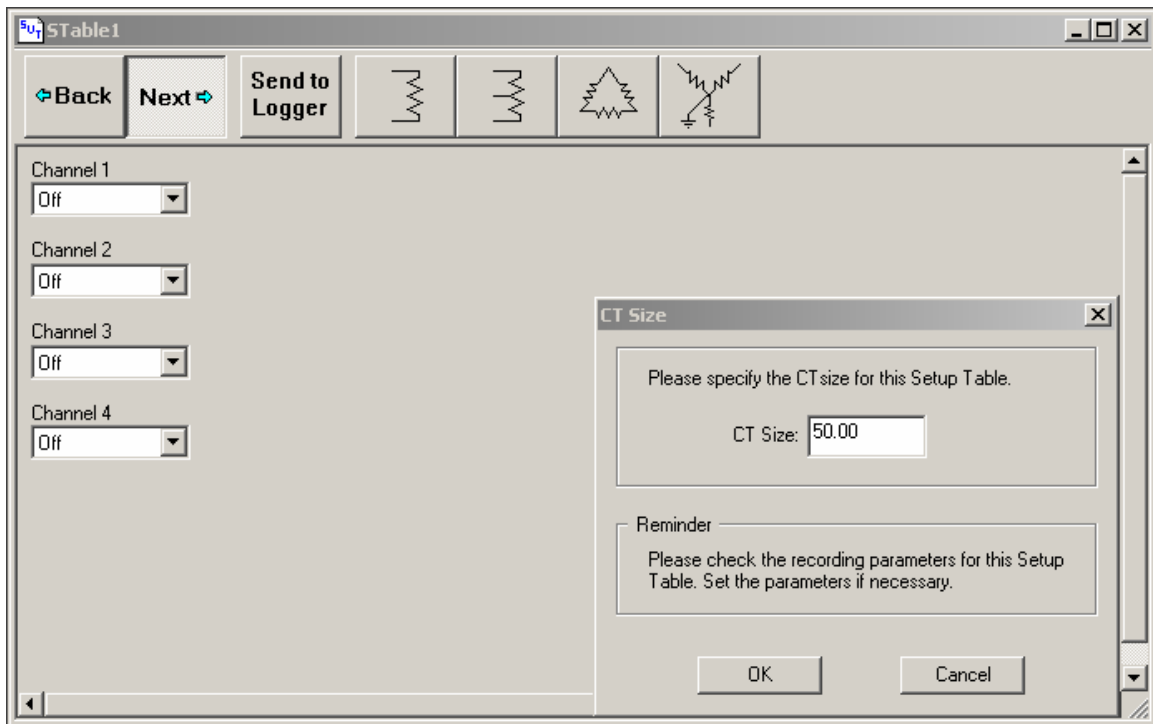 SUT STable1
Back Next Send to Logger
Channel 1
Off
Channel 2
Off
Channel 3
Off
Channel 4
Off
CT Size
Please specify the CTsize for this Setup Table.
CT Size: 50.00
Reminder
Please check the recording parameters for this Setup
Table. Set the parameters if necessary.
OK Cancel